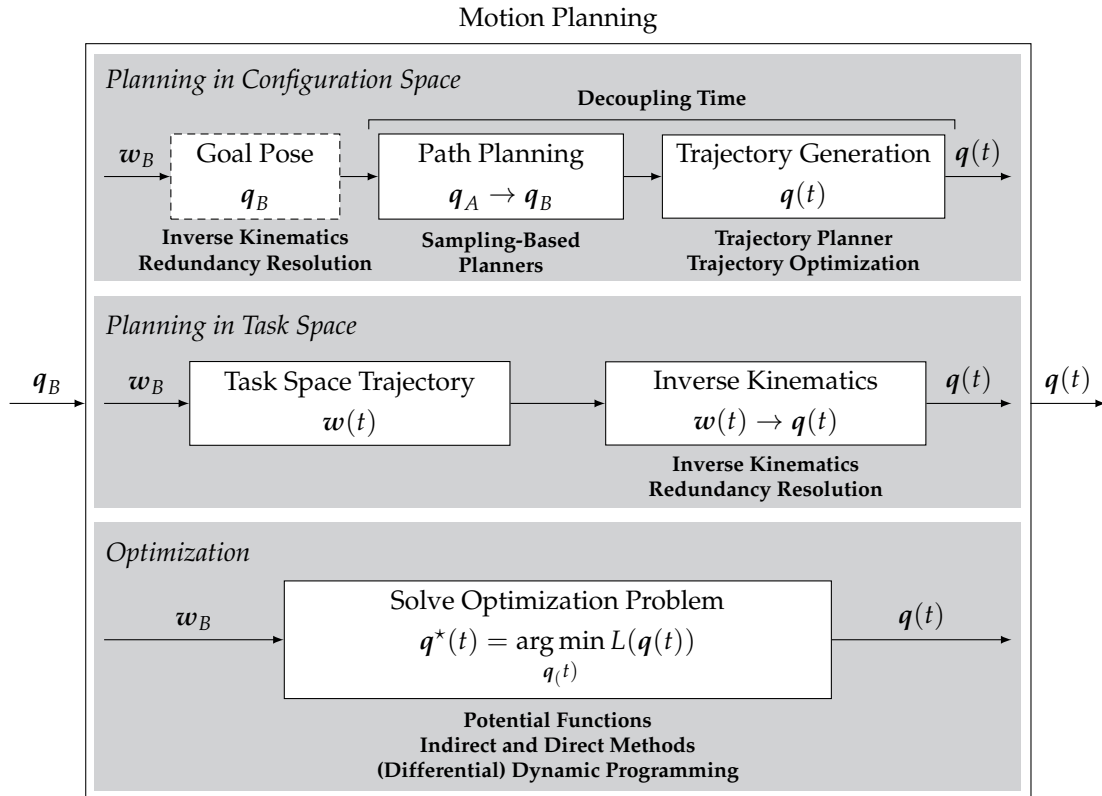 Motion Planning
Planning in Configuration Space
Decoupling Time
w_B
Goal Pose
q_B
Path Planning
q_A → q_B
Trajectory Generation
q(t)
q(t)
Inverse Kinematics
Redundancy Resolution
Sampling-Based
Planners
Trajectory Planner
Trajectory Optimization
Planning in Task Space
q_B
w_B
Task Space Trajectory
w(t)
Inverse Kinematics
w(t) → q(t)
q(t)
q(t)
Inverse Kinematics
Redundancy Resolution
Optimization
w_B
Solve Optimization Problem
q⋆(t) = arg min L(q(t))
q(t)
q(t)
Potential Functions
Indirect and Direct Methods
(Differential) Dynamic Programming